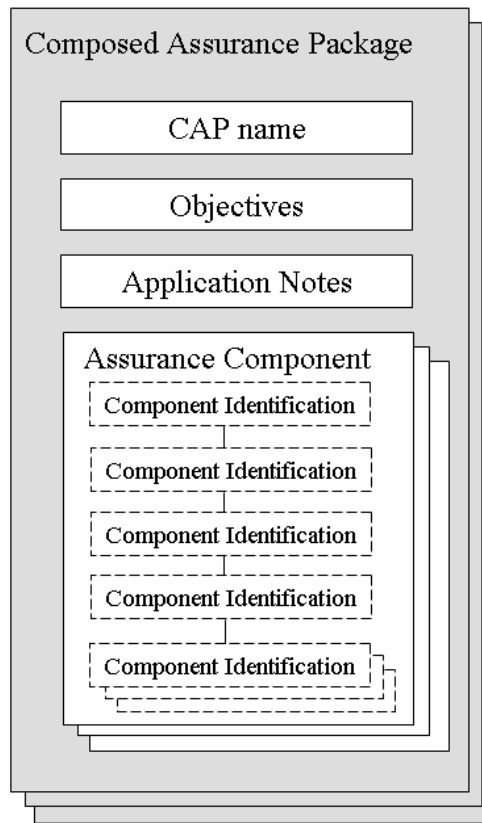 Composed Assurance Package
CAP name
Objectives
Application Notes
Assurance Component
Component Identification
Component Identification
Component Identification
Component Identification
Component Identification